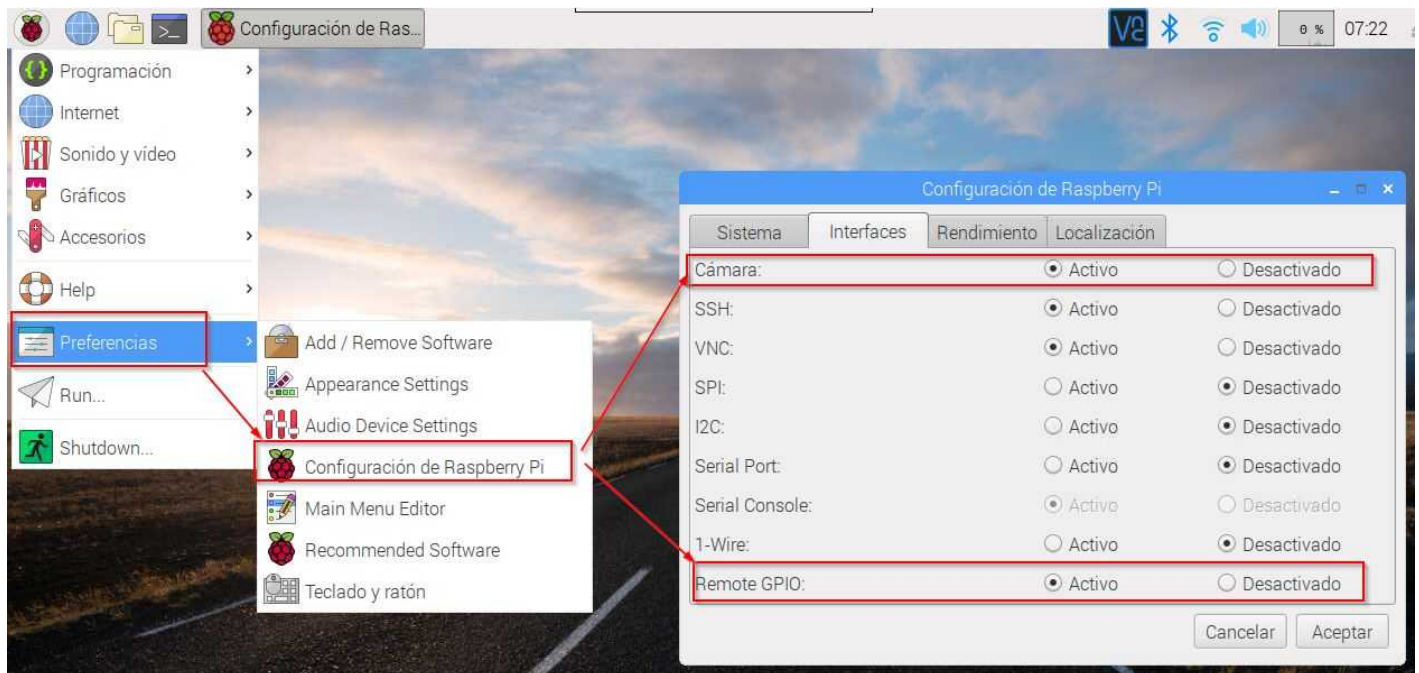 Configuración de Ras...
0 %
07:22
Programación
Internet
Sonido y vídeo
Gráficos
Accesorios
Help
Preferencias
Run...
Shutdown...
Add / Remove Software
Appearance Settings
Audio Device Settings
Configuración de Raspberry Pi
Main Menu Editor
Recommended Software
Teclado y ratón
Configuración de Raspberry Pi
Sistema Interfaces Rendimiento Localización
Cámara: Activo Desactivado
SSH: Activo Desactivado
VNC: Activo Desactivado
SPI: Activo Desactivado
I2C: Activo Desactivado
Serial Port: Activo Desactivado
Serial Console: Activo Desactivado
1-Wire: Activo Desactivado
Remote GPIO: Activo Desactivado
Cancelar Aceptar